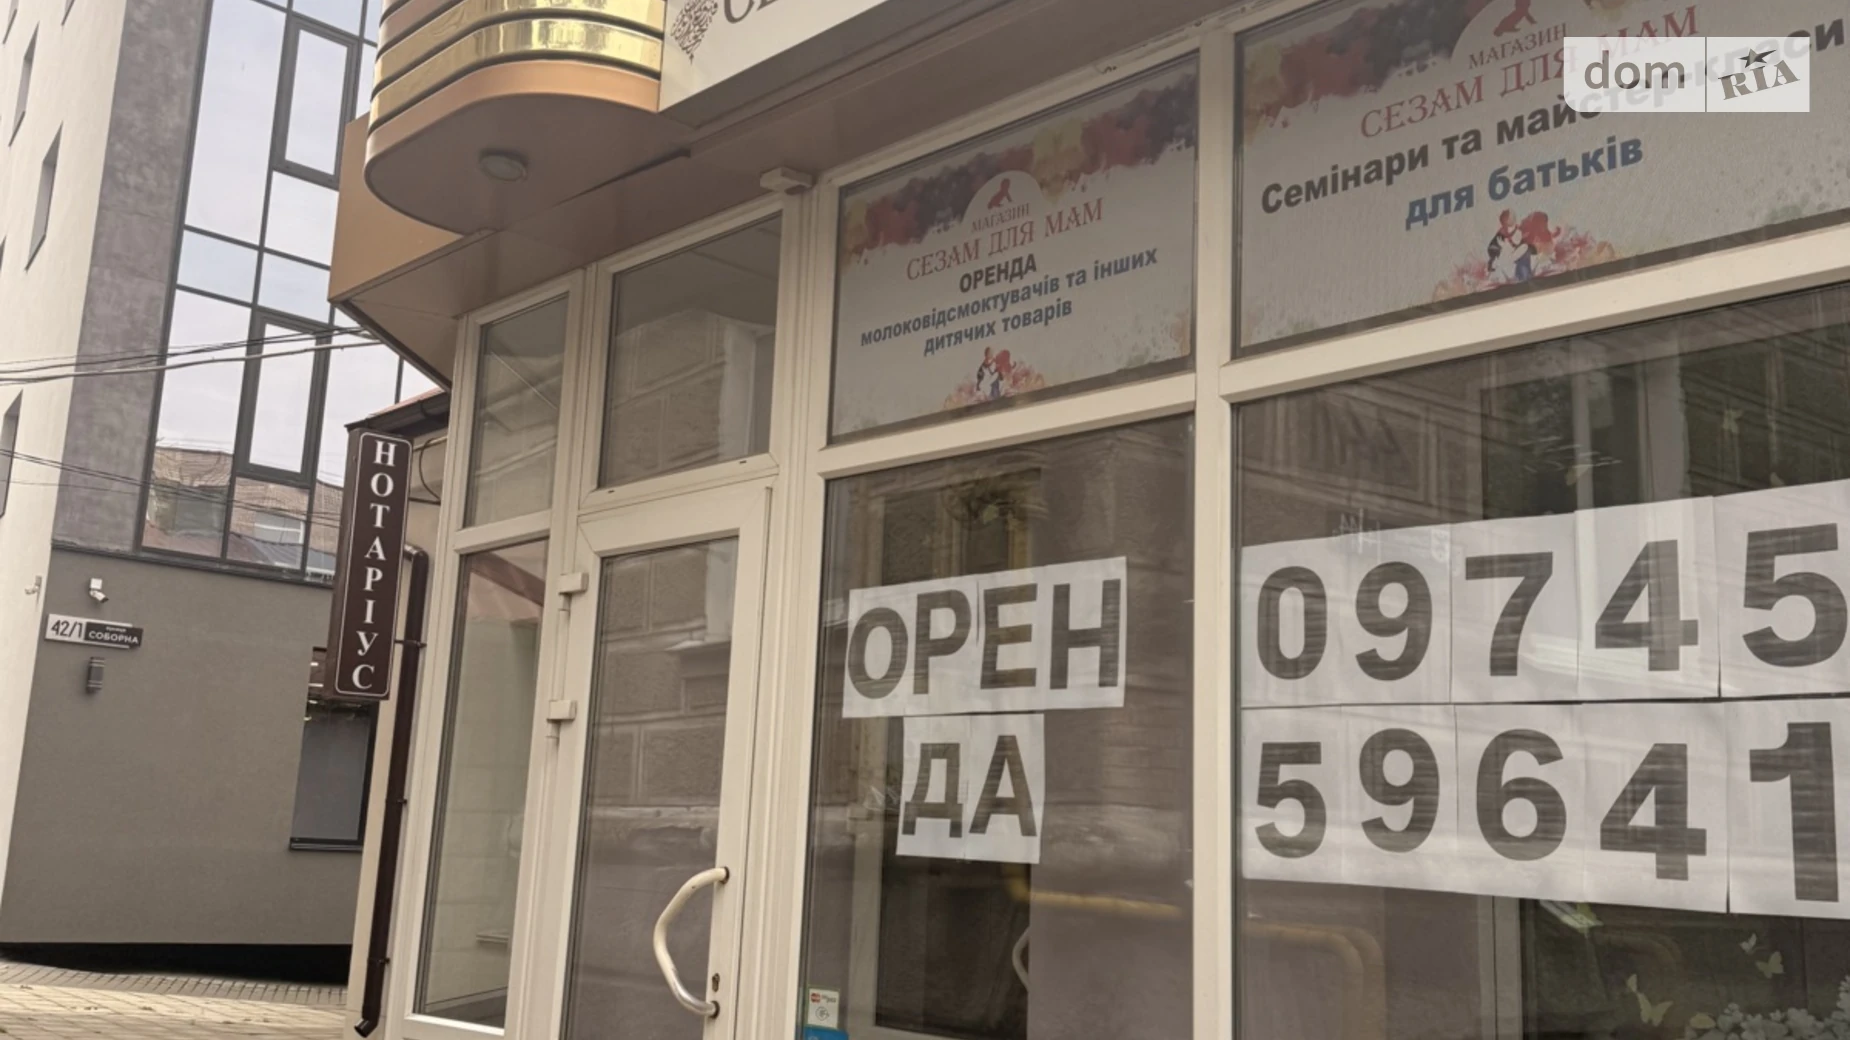 dom RIA
МАГАЗИН
СЕЗАМ ДЛЯ МАМ
Семінари та майстер-класи
для батьків
МАГАЗИН
СЕЗАМ ДЛЯ МАМ
ОРЕНДА
молоковідсмоктувачів та інших
дитячих товарів
НОТАРІУС
42/1 СОБОРНА
ОРЕН
ДА
09745
59641